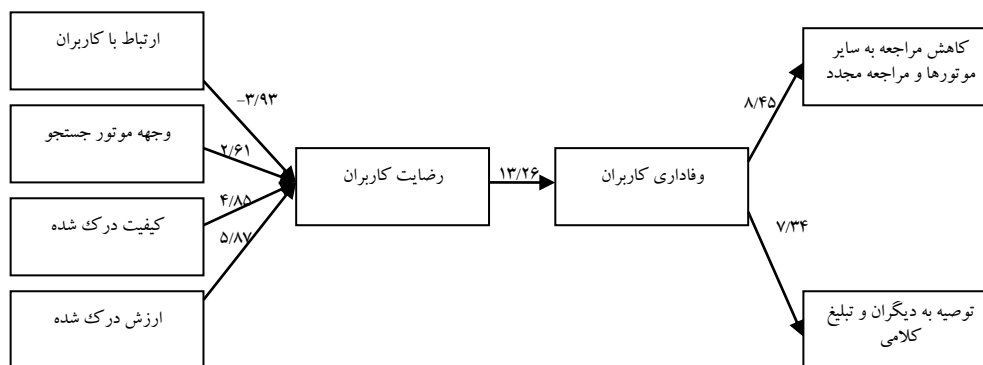 ارتباط با کاربران
وجهه موتور جستجو
کیفیت درک شده
ارزش درک شده
-۳/۹۳
۲/۶۱
۴/۸۵
۵/۸۷
رضایت کاربران
۱۳/۲۶
وفاداری کاربران
۸/۴۵
۷/۳۴
کاهش مراجعه به سایر
موتورها و مراجعه مجدد
توصیه به دیگران و تبلیغ
کلامی